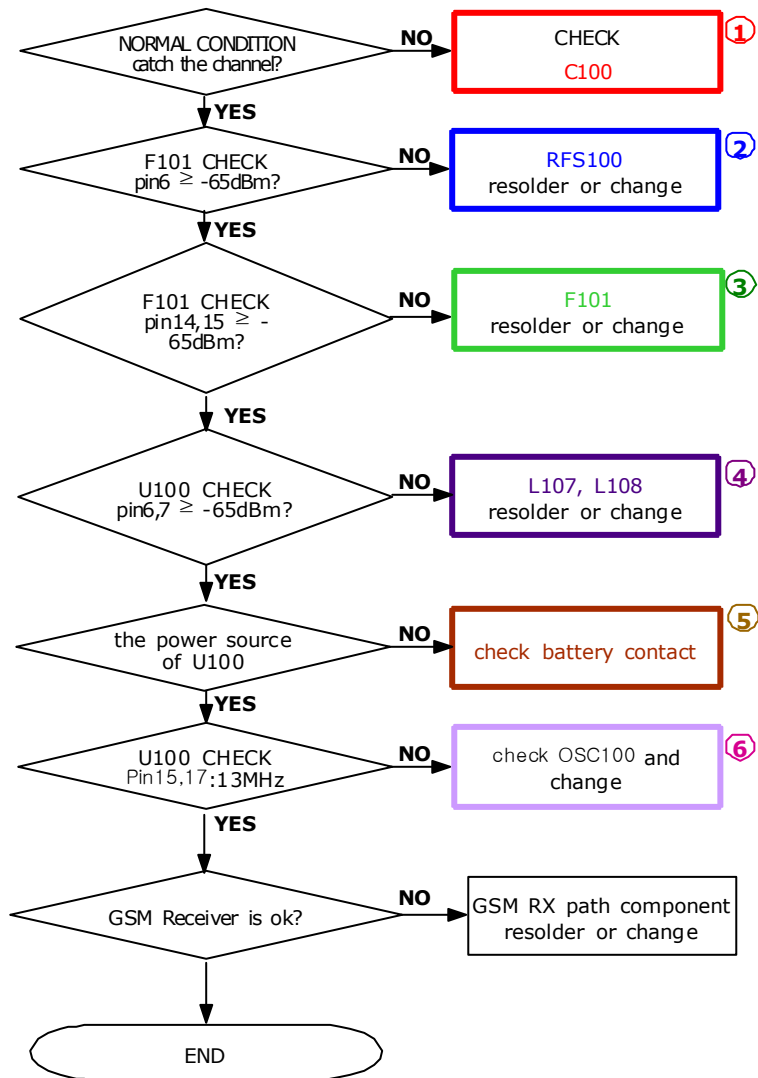 NORMAL CONDITION
catch the channel?
NO
CHECK
C100
1
YES
F101 CHECK
pin6 ≥ -65dBm?
NO
RFS100
resolder or change
2
YES
F101 CHECK
pin14,15 ≥ -
65dBm?
NO
F101
resolder or change
3
YES
U100 CHECK
pin6,7 ≥ -65dBm?
NO
L107, L108
resolder or change
4
YES
the power source
of U100
NO
check battery contact
5
YES
U100 CHECK
Pin15,17:13MHz
NO
check OSC100 and
change
6
YES
GSM Receiver is ok?
NO
GSM RX path component
resolder or change
END